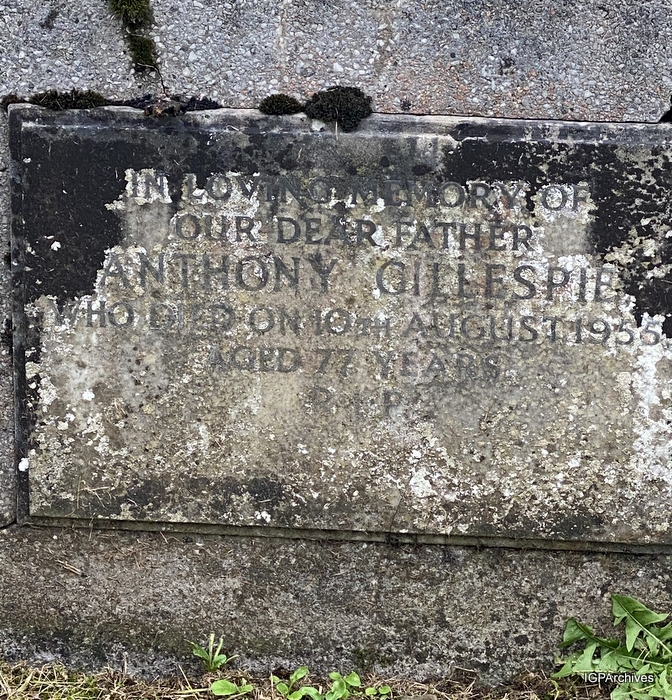 IN LOVING MEMORY OF
OUR DEAR FATHER
ANTHONY GILLESPIE
WHO DIED ON 10TH AUGUST 1955
AGED 77 YEARS
R.I.P.
IGPArchives